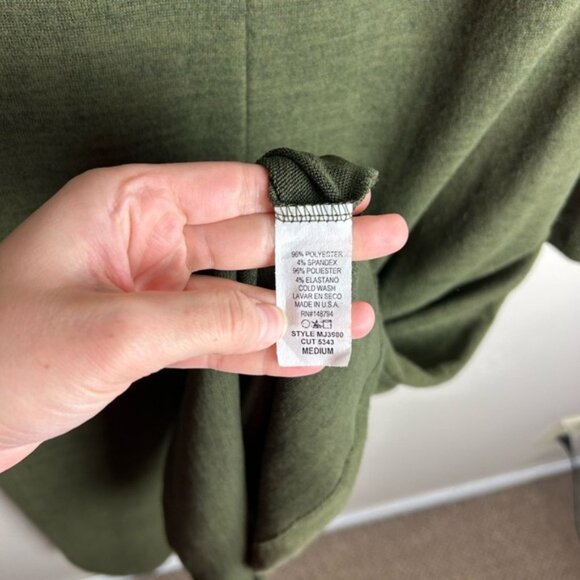 96% POLYESTER
4% SPANDEX
96% POLIESTER
4% ELASTANO
COLD WASH
LAVAR EN SECO
MADE IN U.S.A.
RN#148794
STYLE MJ3980
CUT 5343
MEDIUM